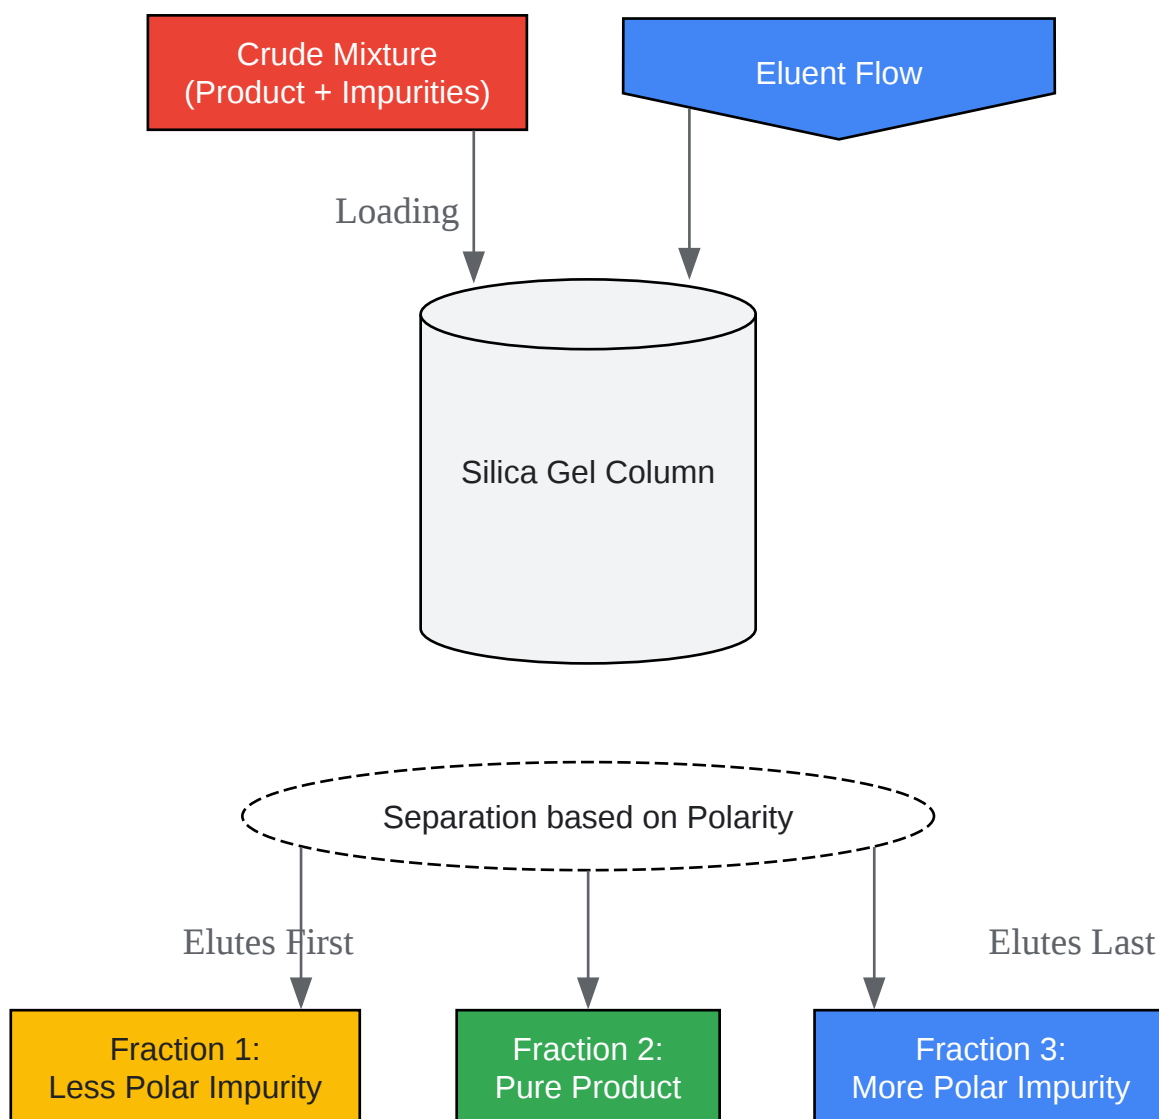 Crude Mixture
(Product + Impurities)
Eluent Flow
Loading
Silica Gel Column
Separation based on Polarity
Elutes First
Elutes Last
Fraction 1:
Less Polar Impurity
Fraction 2:
Pure Product
Fraction 3:
More Polar Impurity